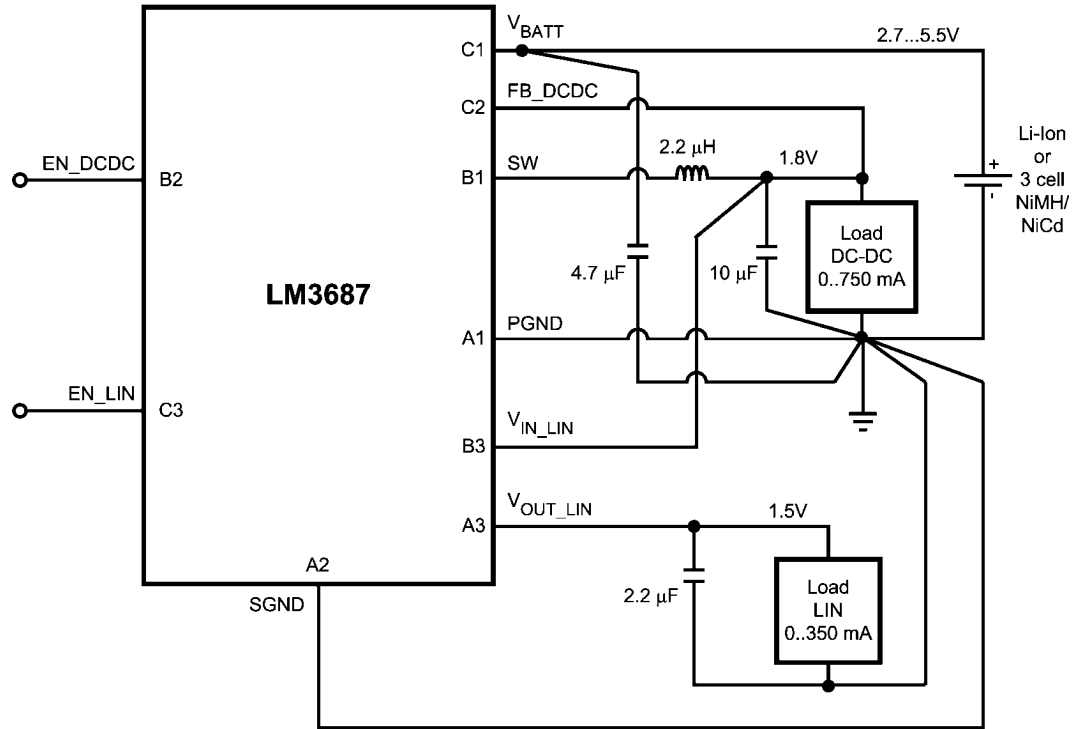 V_BATT
C1
2.7...5.5V
FB_DCDC
C2
Li-Ion
or
3 cell
NiMH/
NiCd
+
-
EN_DCDC
B2
SW
B1
2.2 μH
1.8V
Load
DC-DC
0..750 mA
4.7 μF
10 μF
LM3687
PGND
A1
EN_LIN
C3
V_IN_LIN
B3
V_OUT_LIN
A3
1.5V
A2
SGND
2.2 μF
Load
LIN
0..350 mA